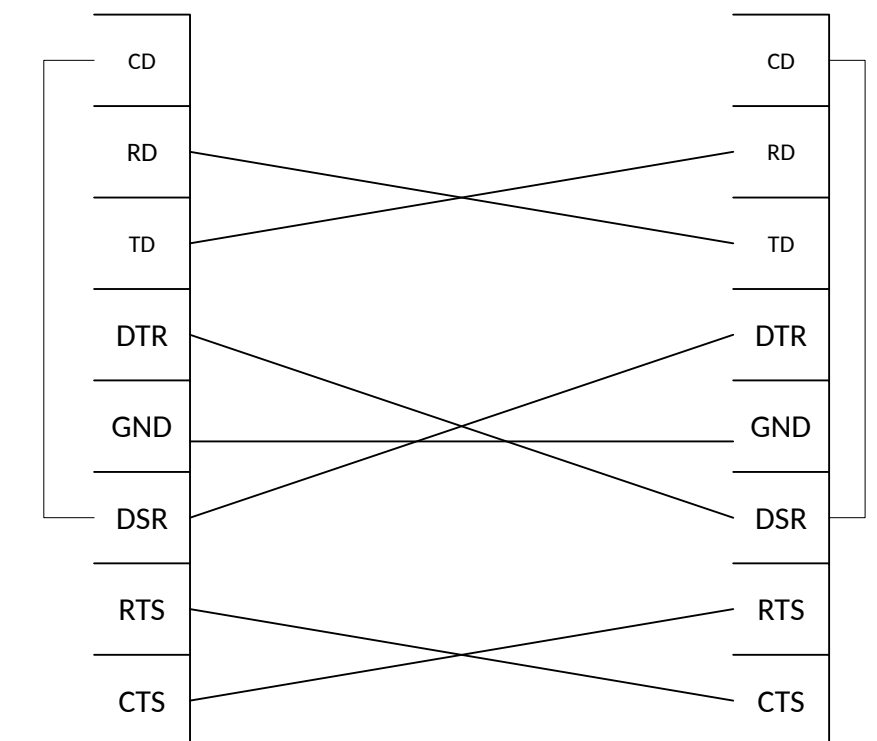 CD CD
RD RD
TD TD
DTR DTR
GND GND
DSR DSR
RTS RTS
CTS CTS